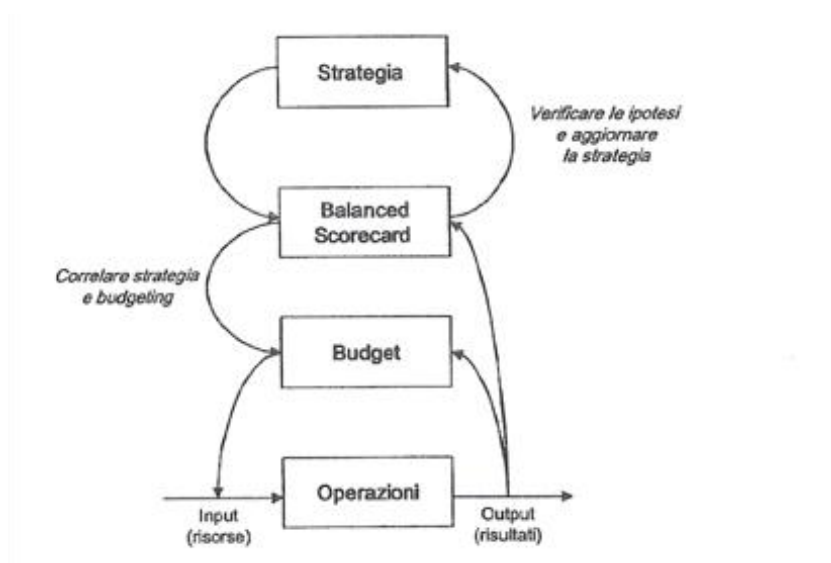 Strategia
Verificare le ipotesi
e aggiornare
la strategia
Balanced
Scorecard
Correlare strategia
e budgeting
Budget
Operazioni
Input
(risorse)
Output
(risultati)